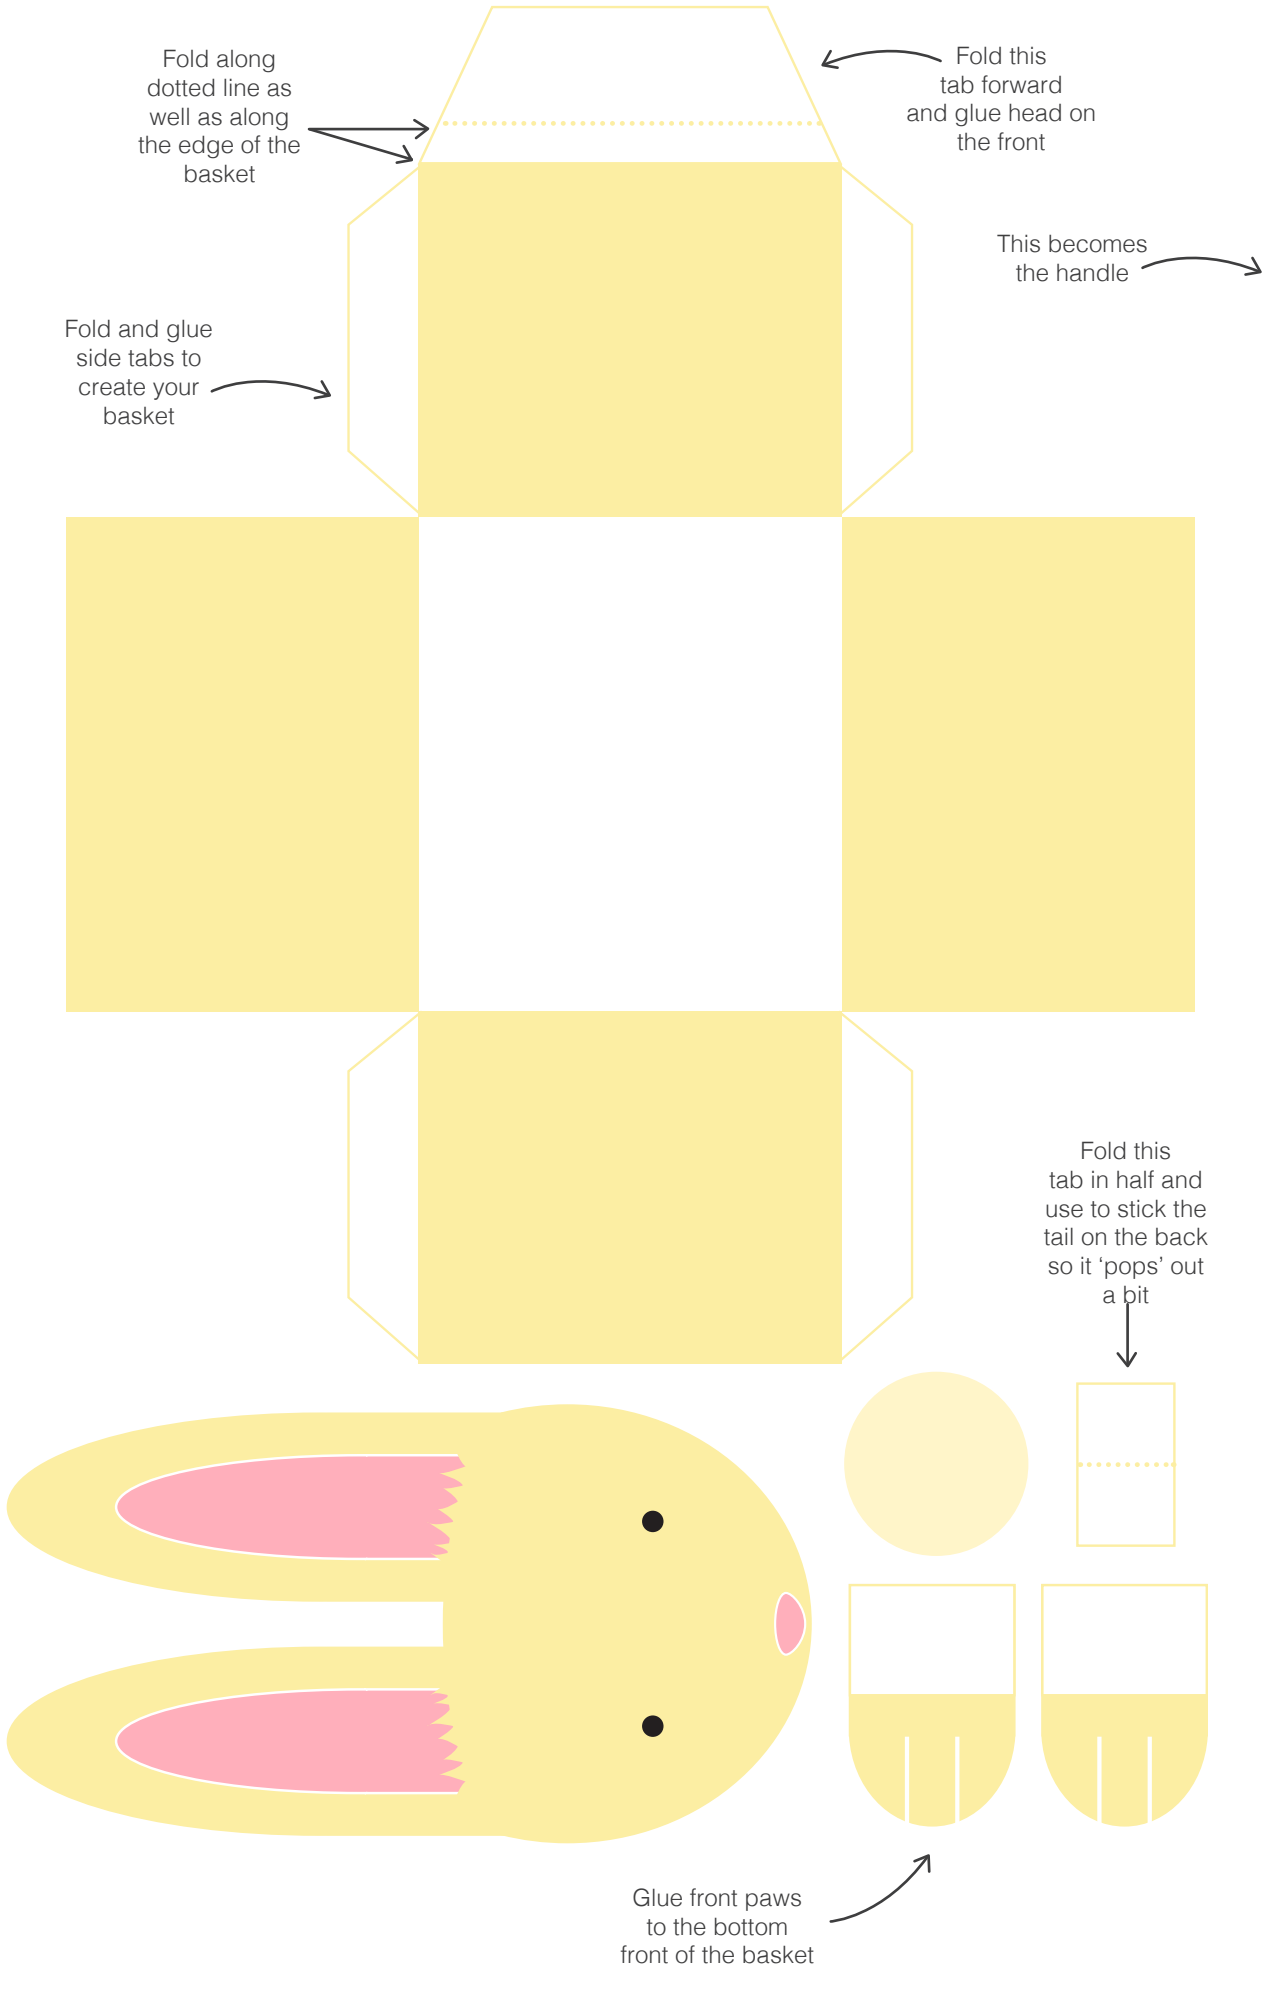 Fold along
dotted line as
well as along
the edge of the
basket
Fold this
tab forward
and glue head on
the front
This becomes
the handle
Fold and glue
side tabs to
create your
basket
Fold this
tab in half and
use to stick the
tail on the back
so it ‘pops’ out
a bit
Glue front paws
to the bottom
front of the basket